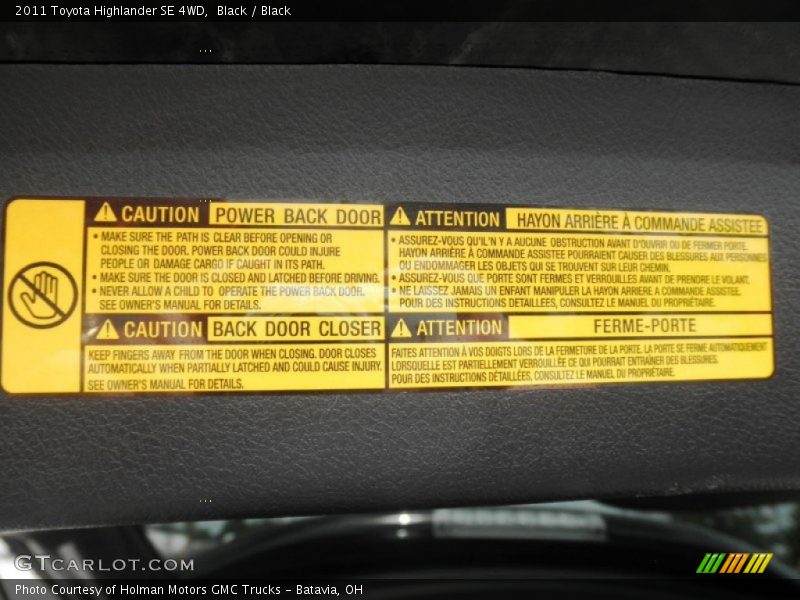 2011 Toyota Highlander SE 4WD, Black / Black
CAUTION POWER BACK DOOR
• MAKE SURE THE PATH IS CLEAR BEFORE OPENING OR
CLOSING THE DOOR. POWER BACK DOOR COULD INJURE
PEOPLE OR DAMAGE CARGO IF CAUGHT IN ITS PATH.
• MAKE SURE THE DOOR IS CLOSED AND LATCHED BEFORE DRIVING.
• NEVER ALLOW A CHILD TO OPERATE THE POWER BACK DOOR.
SEE OWNER'S MANUAL FOR DETAILS.
CAUTION BACK DOOR CLOSER
KEEP FINGERS AWAY FROM THE DOOR WHEN CLOSING. DOOR CLOSES
AUTOMATICALLY WHEN PARTIALLY LATCHED AND COULD CAUSE INJURY.
SEE OWNER'S MANUAL FOR DETAILS.
ATTENTION HAYON ARRIÈRE À COMMANDE ASSISTEE
• ASSUREZ-VOUS QU'IL'N Y A AUCUNE OBSTRUCTION AVANT D'OUVRIR OU DE FERMER PORTE.
HAYON ARRIÈRE À COMMANDE ASSISTEE POURRAIENT CAUSER DES BLESSURES AUX PERSONNES
OU ENDOMMAGER LES OBJETS QUI SE TROUVENT SUR LEUR CHEMIN.
• ASSUREZ-VOUS QUE PORTE SONT FERMES ET VERROUILLES AVANT DE PRENDRE LE VOLANT.
• NE LAISSEZ JAMAIS UN ENFANT MANIPULER LA HAYON ARRIERE A COMMANDE ASSISTEE.
POUR DES INSTRUCTIONS DETAILLEES, CONSULTEZ LE MANUEL DU PROPRIÉTAIRE.
ATTENTION FERME-PORTE
FAITES ATTENTION À VOS DOIGTS LORS DE LA FERMETURE DE LA PORTE. LA PORTE SE FERME AUTOMATIQUEMENT
LORSQUELLE EST PARTIELLEMENT VERROUILLÉE CE QUI POURRAIT ENTRAÎNER DES BLESSURES.
POUR DES INSTRUCTIONS DÉTAILLÉES, CONSULTEZ LE MANUEL DU PROPRIÉTAIRE.
GTCARLOT.COM
Photo Courtesy of Holman Motors GMC Trucks - Batavia, OH